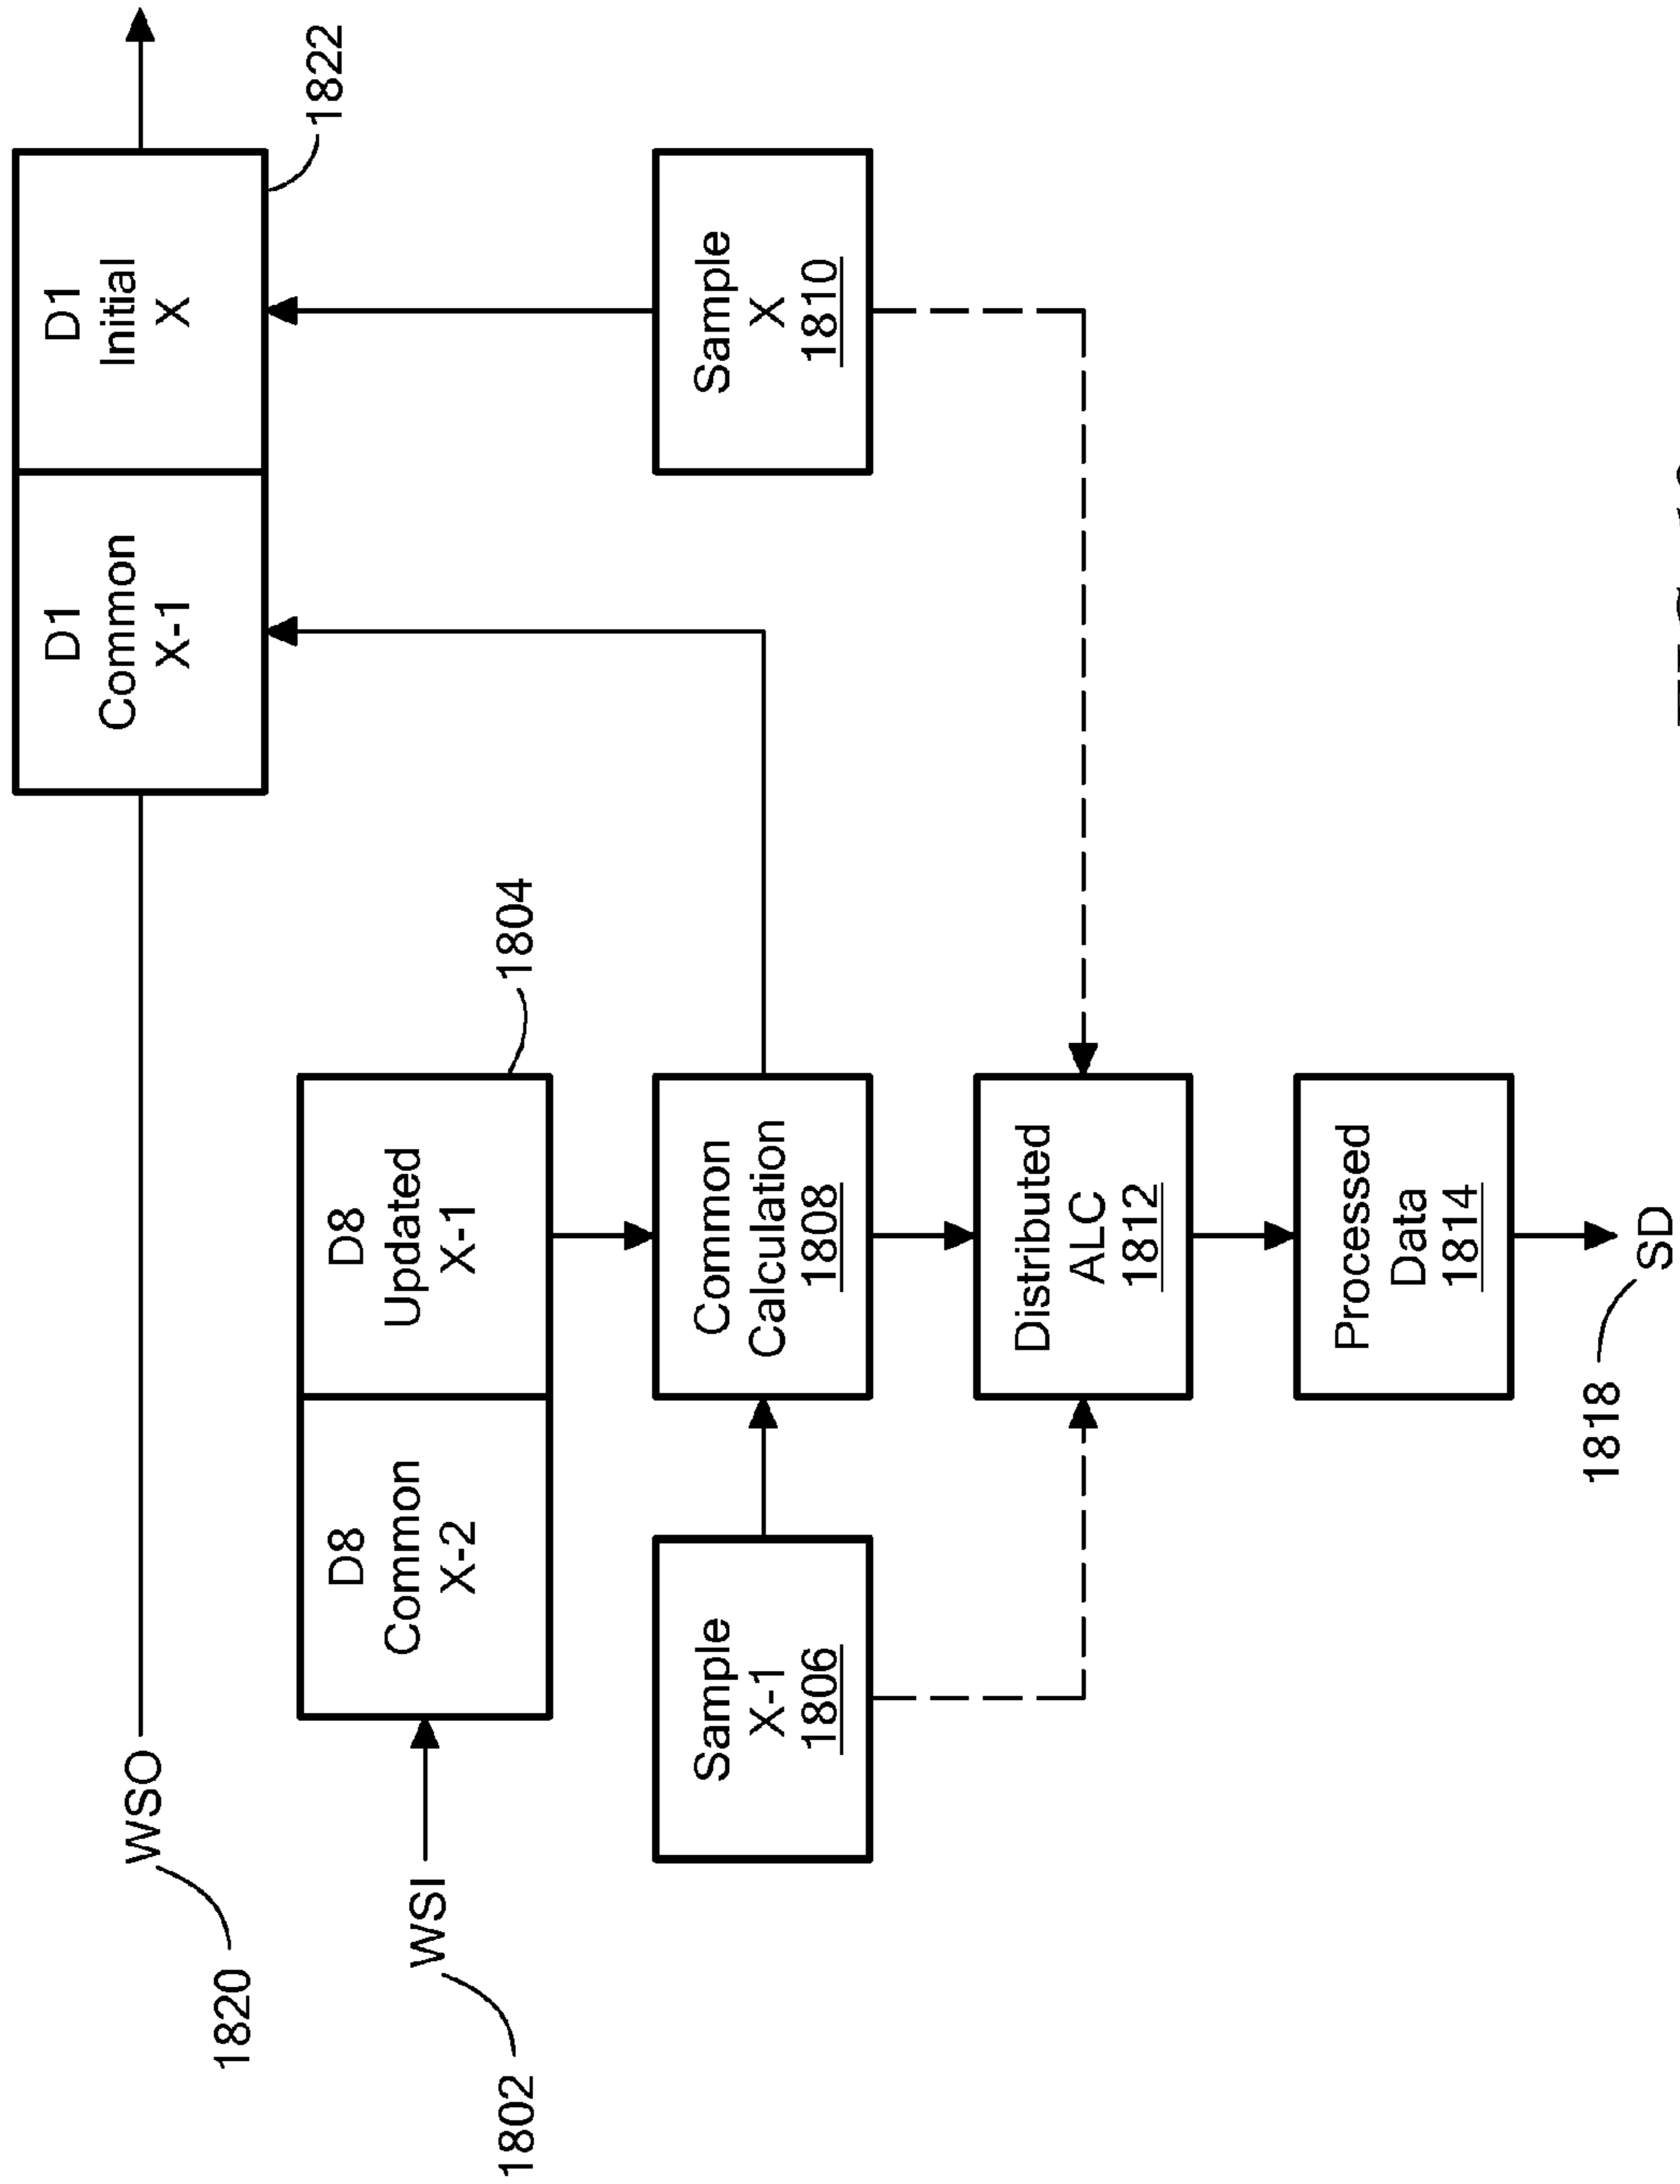 WSO
1820
D1
Common
X-1
D1
Initial
X
1822
WSI
1802
D8
Common
X-2
D8
Updated
X-1
1804
Sample
X-1
1806
Common
Calculation
1808
Sample
X
1810
Distributed
ALC
1812
Processed
Data
1814
1818
SD